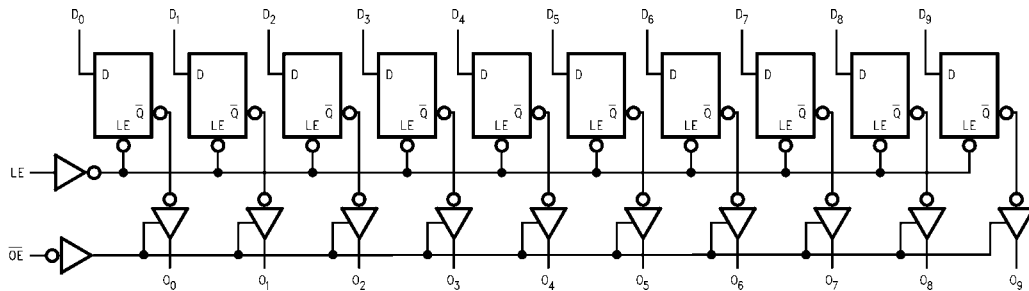 D₀ D₁ D₂ D₃ D₄ D₅ D₆ D₇ D₈ D₉
D D D D D D D D D D
Q̅ Q̅ Q̅ Q̅ Q̅ Q̅ Q̅ Q̅ Q̅ Q̅
LE LE LE LE LE LE LE LE LE LE
LE
O̅E̅
O₀ O₁ O₂ O₃ O₄ O₅ O₆ O₇ O₈ O₉